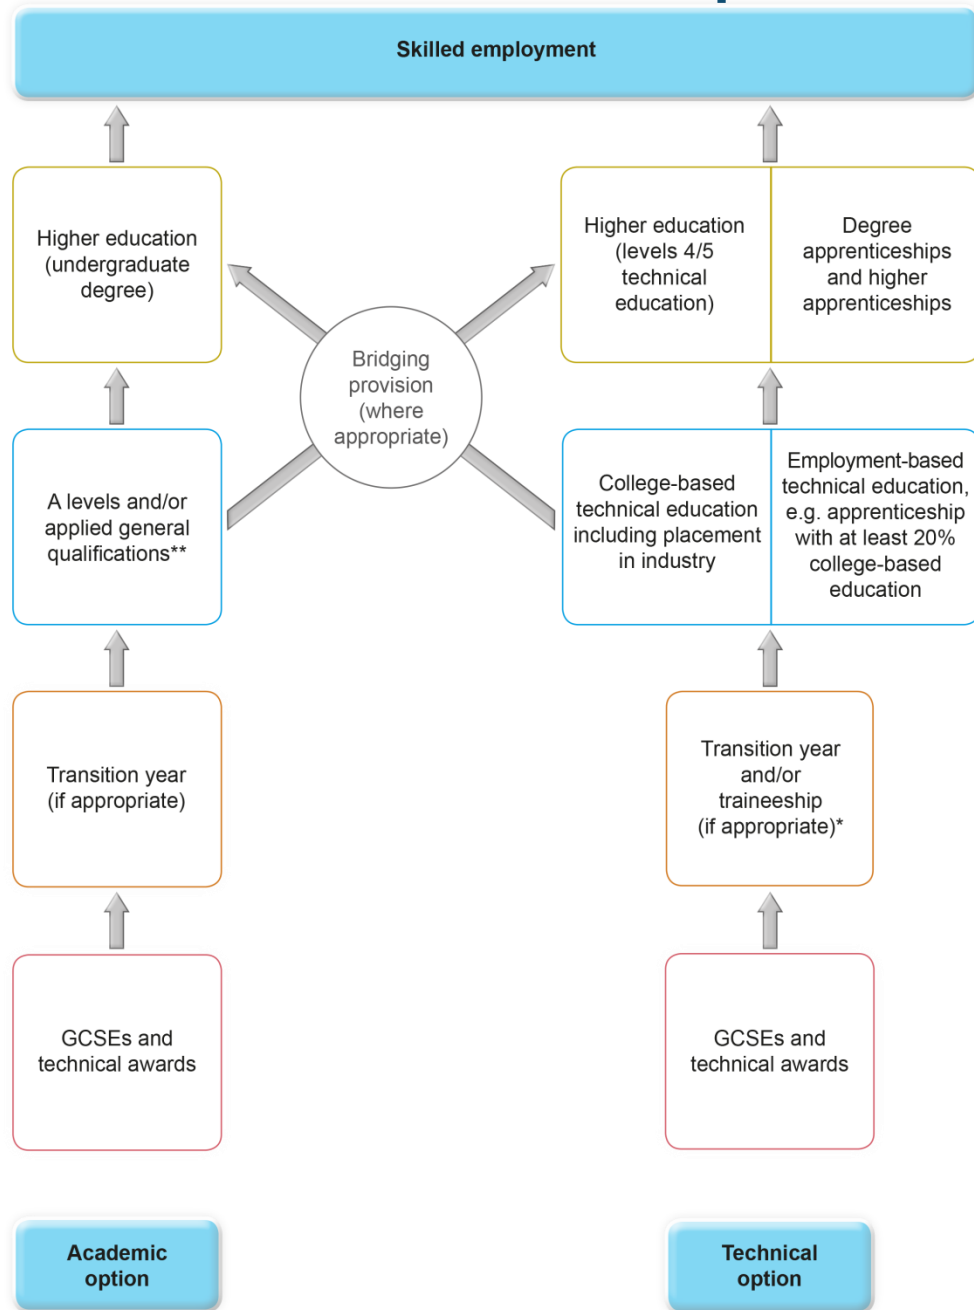 Skilled employment
Higher education
(undergraduate
degree)
Higher education
(levels 4/5
technical
education)
Degree
apprenticeships
and higher
apprenticeships
Bridging
provision
(where
appropriate)
A levels and/or
applied general
qualifications**
College-based
technical education
including placement
in industry
Employment-based
technical education,
e.g. apprenticeship
with at least 20%
college-based
education
Transition year
(if appropriate)
Transition year
and/or
traineeship
(if appropriate)*
GCSEs and
technical awards
GCSEs and
technical awards
Academic
option
Technical
option